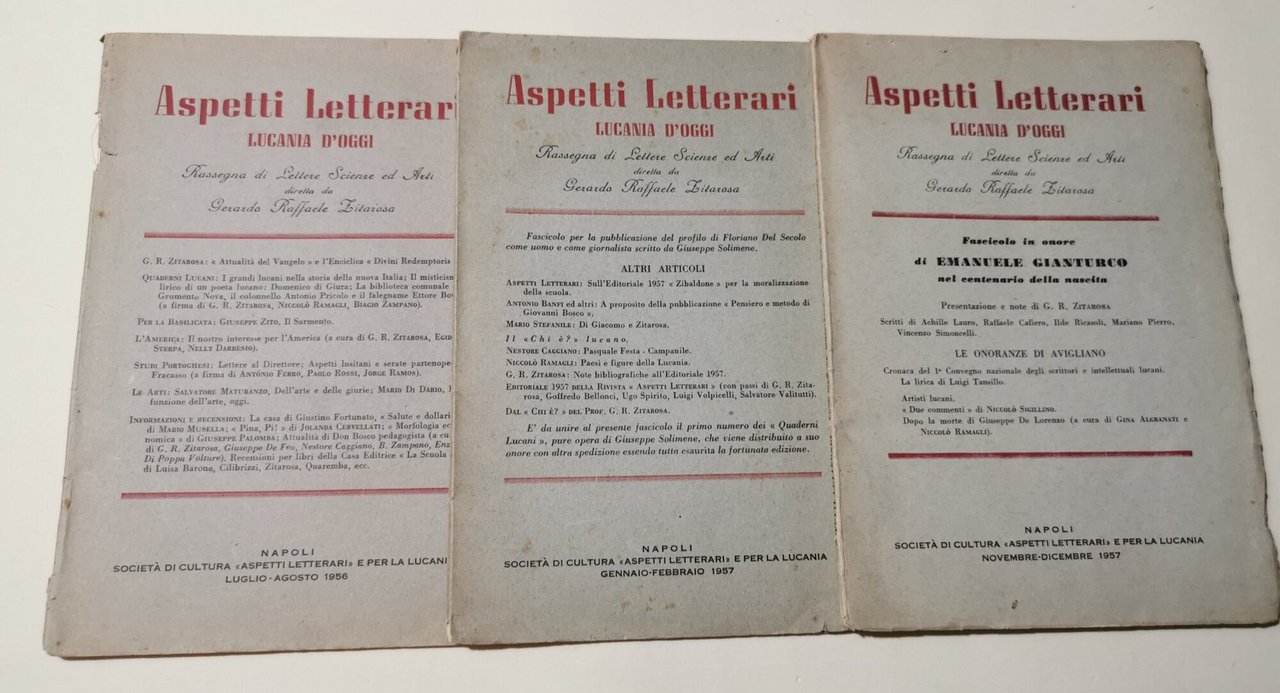 Aspetti Letterari
LUCANIA D'OGGI
Rassegna di Lettere Scienze ed Arti
diretta da
Gerardo Raffaele Zitarosa
G. R. ZITAROSA: « Attualità del Vangelo » e l'Enciclica « Divini Redemptoris
QUADERNI LUCANI: I grandi lucani nella storia della nuova Italia; Il misticism
lirico di un poeta lucano: Domenico di Giura; La biblioteca comunale
Grumento Nova, il colonnello Antonio Pricolo e il falegname Ettore Bo
(a firma di G. R. ZITAROSA, NICCOLÒ RAMAGLI, BIAGIO ZAMPANO).
PER LA BASILICATA: GIUSEPPE ZITO, Il Sarmento.
L'AMERICA: Il nostro interesse per l'America (a cura di G. R. ZITAROSA, EGID
STERPA, NELLY DARBESIO).
STUDI PORTOGHESI: Lettere al Direttore; Aspetti lusitani e serate partenope
Fracasso (a firma di ANTÓNIO FERRO, PAOLO ROSSI, JORGE RAMOS).
LE ARTI: SALVATORE MATURANZO, Dell'arte e delle giurie; MARIO DI DARIO,
funzione dell'arte, oggi.
INFORMAZIONI E RECENSIONI: La casa di Giustino Fortunato, « Salute e dollari
di MARIO MUSELLA; « Pina, Pi! » di JOLANDA CERVELLATI; « Morfologia ec
nomica » di GIUSEPPE PALOMBA; Attualità di Don Bosco pedagogista (a cu
di G. R. Zitarosa, Giuseppe De Feo, Nestore Caggiano, B. Zampano, Enz
Di Poppa Volture). Recensioni per libri della Casa Editrice « La Scuola
di Luisa Barone, Cilibrizzi, Zitarosa, Quaremba, ecc.
NAPOLI
SOCIETÀ DI CULTURA «ASPETTI LETTERARI» E PER LA LUCANI
LUGLIO-AGOSTO 1956
Aspetti Letterari
LUCANIA D'OGGI
Rassegna di Lettere Scienze ed Arti
diretta da
Gerardo Raffaele Zitarosa
Fascicolo per la pubblicazione del profilo di Floriano Del Secolo
come uomo e come giornalista scritto da Giuseppe Solimene.
ALTRI ARTICOLI
ASPETTI LETTERARI: Sull'Editoriale 1957 « Zibaldone » per la moralizzazione
della scuola.
ANTONIO BANFI ed altri: A proposito della pubblicazione « Pensiero e metodo di
Giovanni Bosco ».
MARIO STEFANILE: Di Giacomo e Zitarosa.
Il «Chi è?» lucano.
NESTORE CAGGIANO: Pasquale Festa - Campanile.
NICCOLÒ RAMAGLI: Paesi e figure della Lucania.
G. R. ZITAROSA: Note bibliografiche all'Editoriale 1957.
EDITORIALE 1957 DELLA RIVISTA « ASPETTI LETTERARI » (con passi di G. R. Zita-
rosa, Goffredo Bellonci, Ugo Spirito, Luigi Volpicelli, Salvatore Valitutti).
DAL « CHI È? » DEL PROF. G. R. ZITAROSA.
E' da unire al presente fascicolo il primo numero dei « Quaderni
Lucani », pure opera di Giuseppe Solimene, che viene distribuito a suo
onore con altra spedizione essendo tutta esaurita la fortunata edizione.
NAPOLI
SOCIETÀ DI CULTURA «ASPETTI LETTERARI» E PER LA LUCANIA
GENNAIO-FEBBRAIO 1957
Aspetti Letterari
LUCANIA D'OGGI
Rassegna di Lettere Scienze ed Arti
diretta da
Gerardo Raffaele Zitarosa
Fascicolo in onore
di EMANUELE GIANTURCO
nel centenario della nascita
Presentazione e note di G. R. ZITAROSA
Scritti di Achille Lauro, Raffaele Cafiero, Ilde Ricasoli, Mariano Pierro,
Vincenzo Simoncelli.
LE ONORANZE DI AVIGLIANO
Cronaca del 1º Convegno nazionale degli scrittori e intellettuali lucani.
La lirica di Luigi Tansillo.
Artisti lucani.
« Due commenti » di NICCOLÒ SIGILLINO.
Dopo la morte di Giuseppe De Lorenzo (a cura di GINA ALGRANATI e
NICCOLÒ RAMAGLI).
NAPOLI
SOCIETÀ DI CULTURA «ASPETTI LETTERARI» E PER LA LUCANIA
NOVEMBRE-DICEMBRE 1957